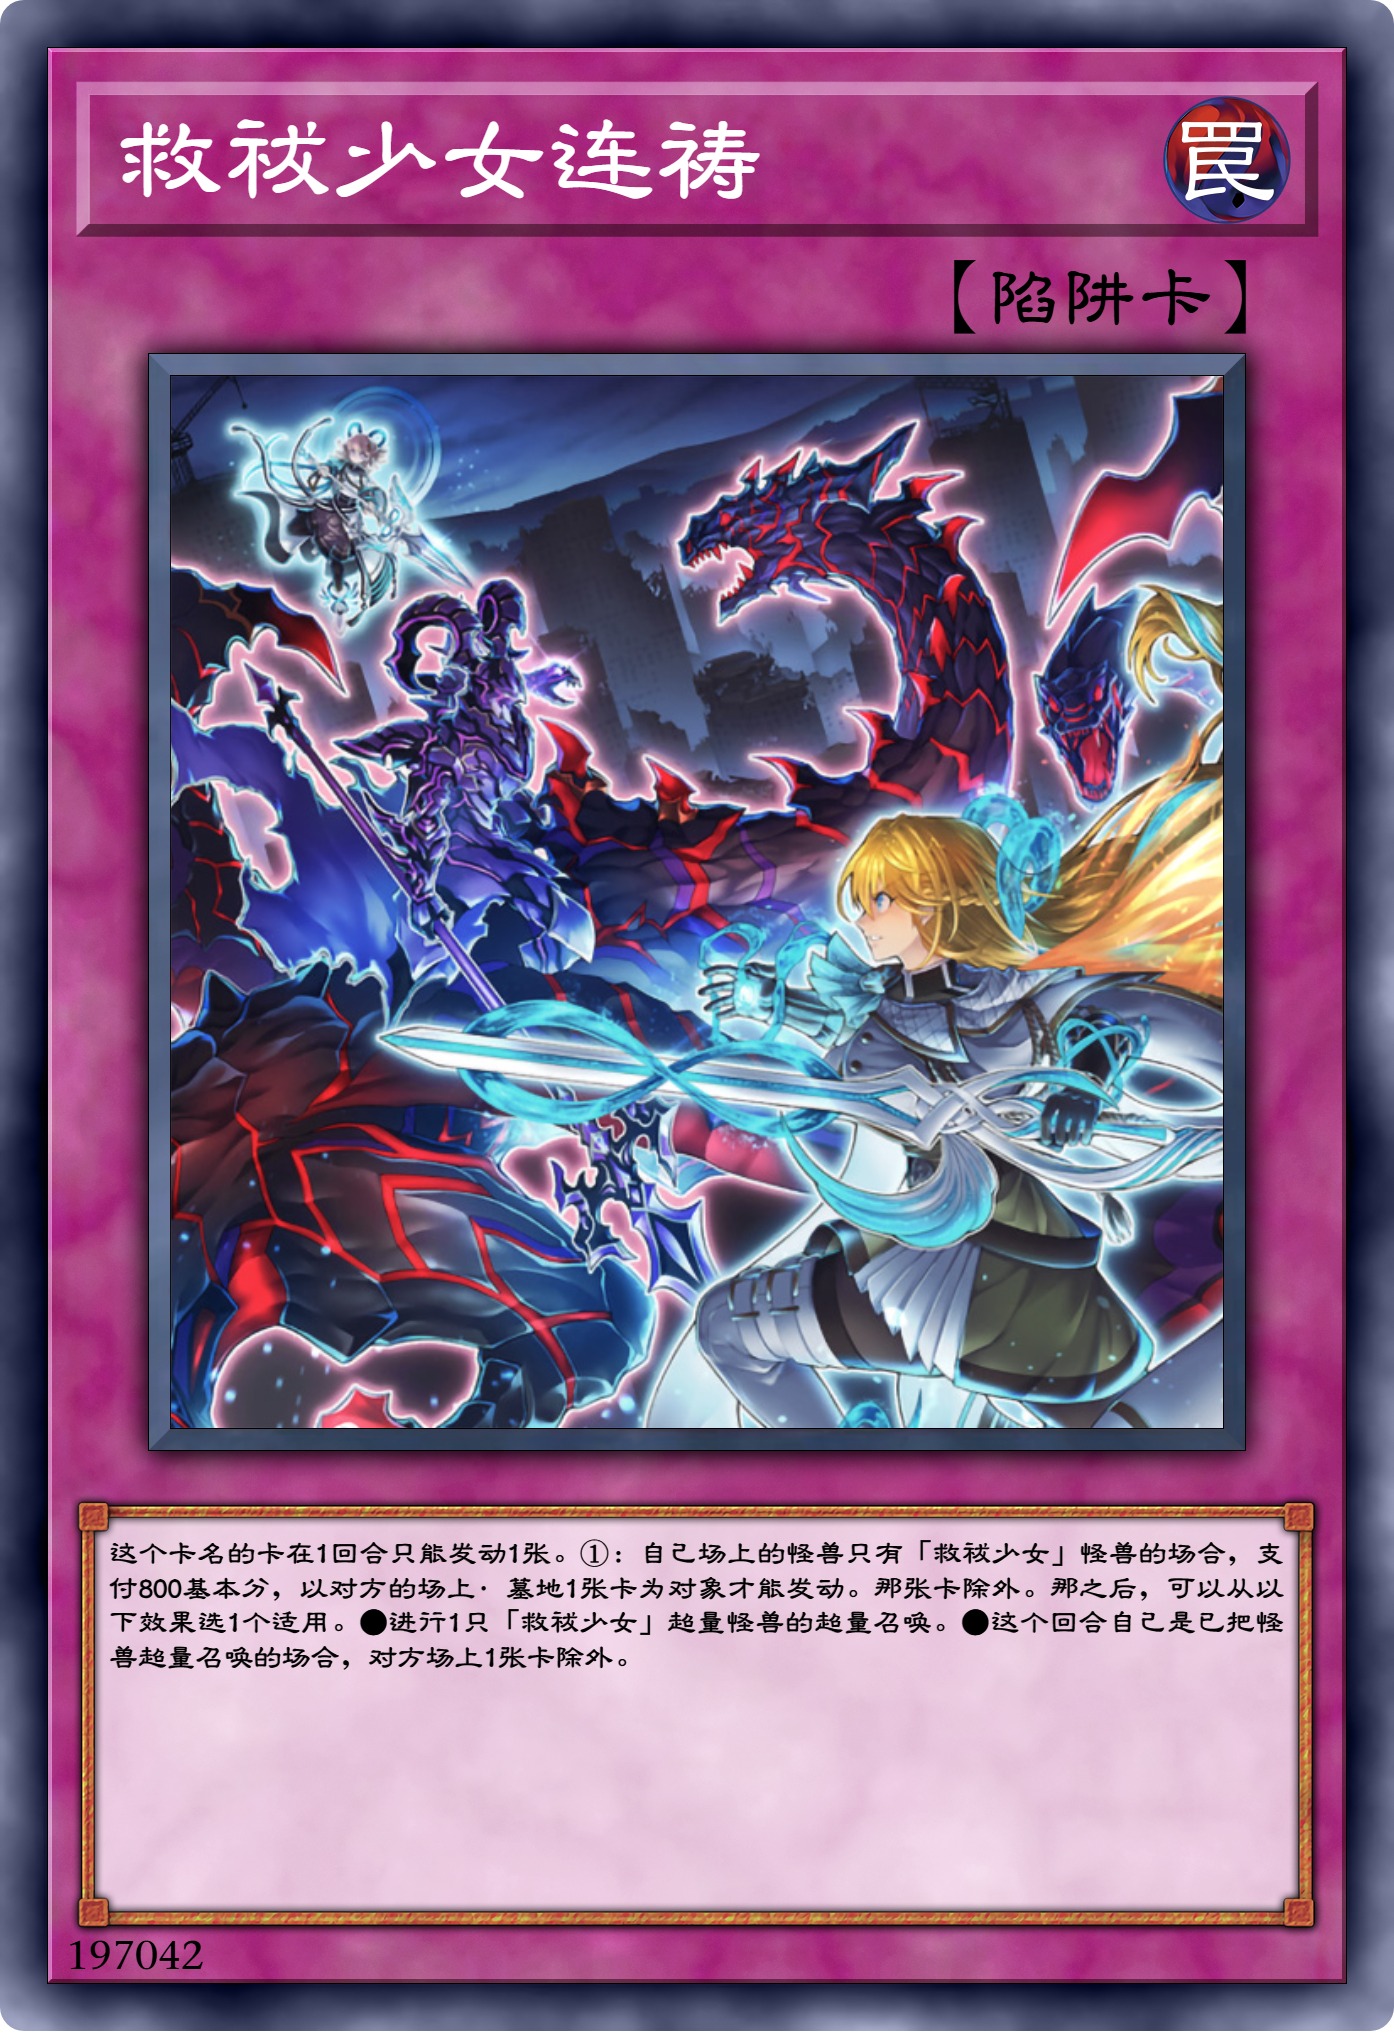 救祓少女连祷
罠
【陷阱卡】
这个卡名的卡在1回合只能发动1张。①：自己场上的怪兽只有「救祓少女」怪兽的场合，支
付800基本分，以对方的场上·墓地1张卡为对象才能发动。那张卡除外。那之后，可以从以
下效果选1个适用。●进行1只「救祓少女」超量怪兽的超量召唤。●这个回合自己是已把怪
兽超量召唤的场合，对方场上1张卡除外。
197042